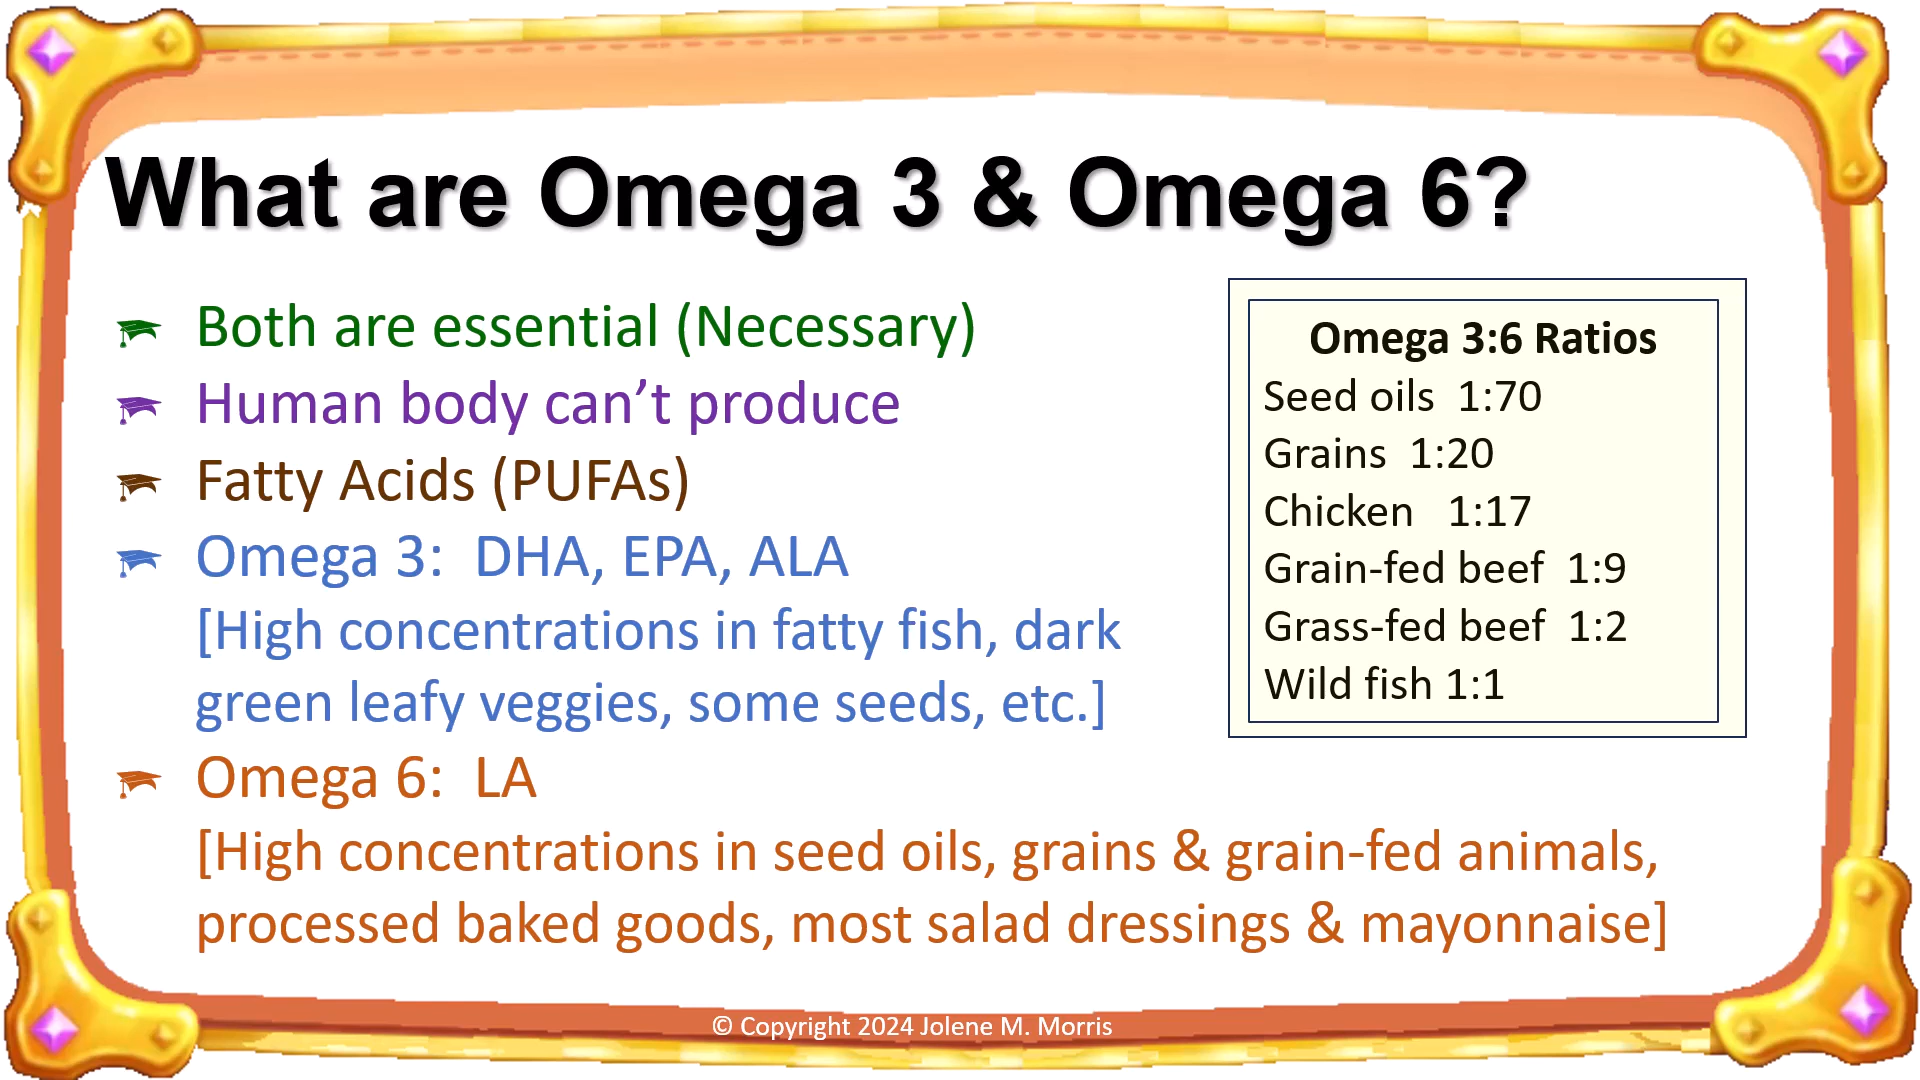 What are Omega 3 & Omega 6?
Both are essential (Necessary)
Human body can’t produce
Fatty Acids (PUFAs)
Omega 3:  DHA, EPA, ALA
[High concentrations in fatty fish, dark
green leafy veggies, some seeds, etc.]
Omega 6:  LA
[High concentrations in seed oils, grains & grain-fed animals,
processed baked goods, most salad dressings & mayonnaise]
Omega 3:6 Ratios
Seed oils  1:70
Grains  1:20
Chicken   1:17
Grain-fed beef  1:9
Grass-fed beef  1:2
Wild fish 1:1
© Copyright 2024 Jolene M. Morris